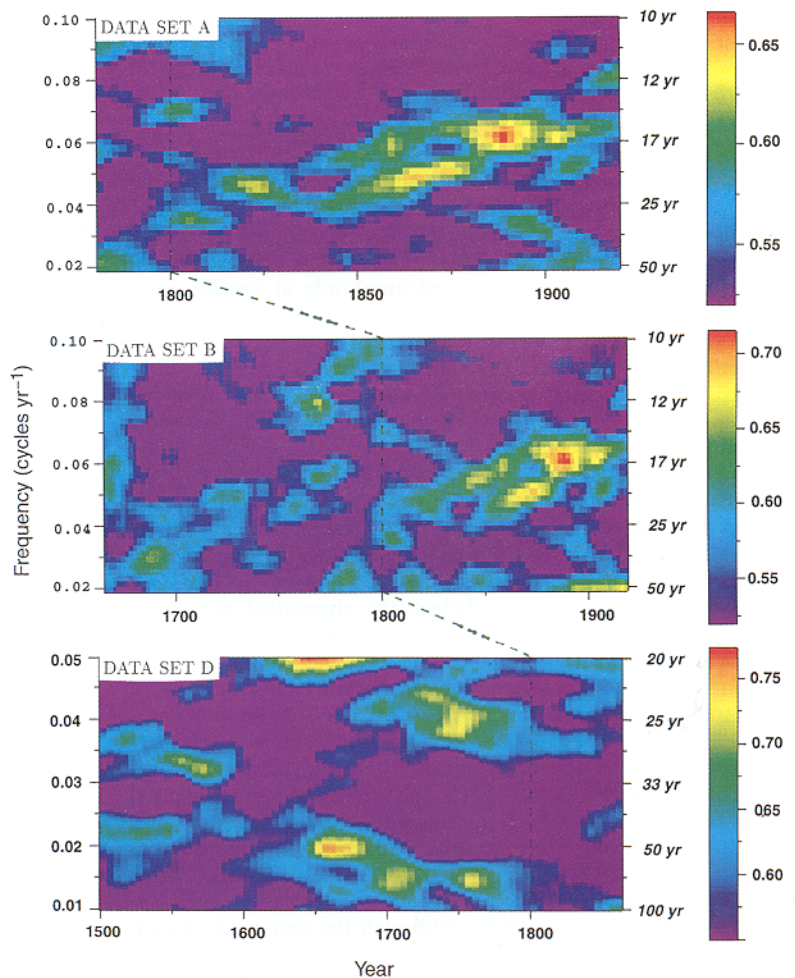 DATA SET A
0.10
0.08
0.06
0.04
0.02
10 yr
12 yr
17 yr
25 yr
50 yr
0.65
0.60
0.55
1800
1850
1900
DATA SET B
0.10
0.08
0.06
0.04
0.02
10 yr
12 yr
17 yr
25 yr
50 yr
0.70
0.65
0.60
0.55
1700
1800
1900
Frequency (cycles yr⁻¹)
DATA SET D
0.05
0.04
0.03
0.02
0.01
20 yr
25 yr
33 yr
50 yr
100 yr
0.75
0.70
0.65
0.60
1500
1600
1700
1800
Year